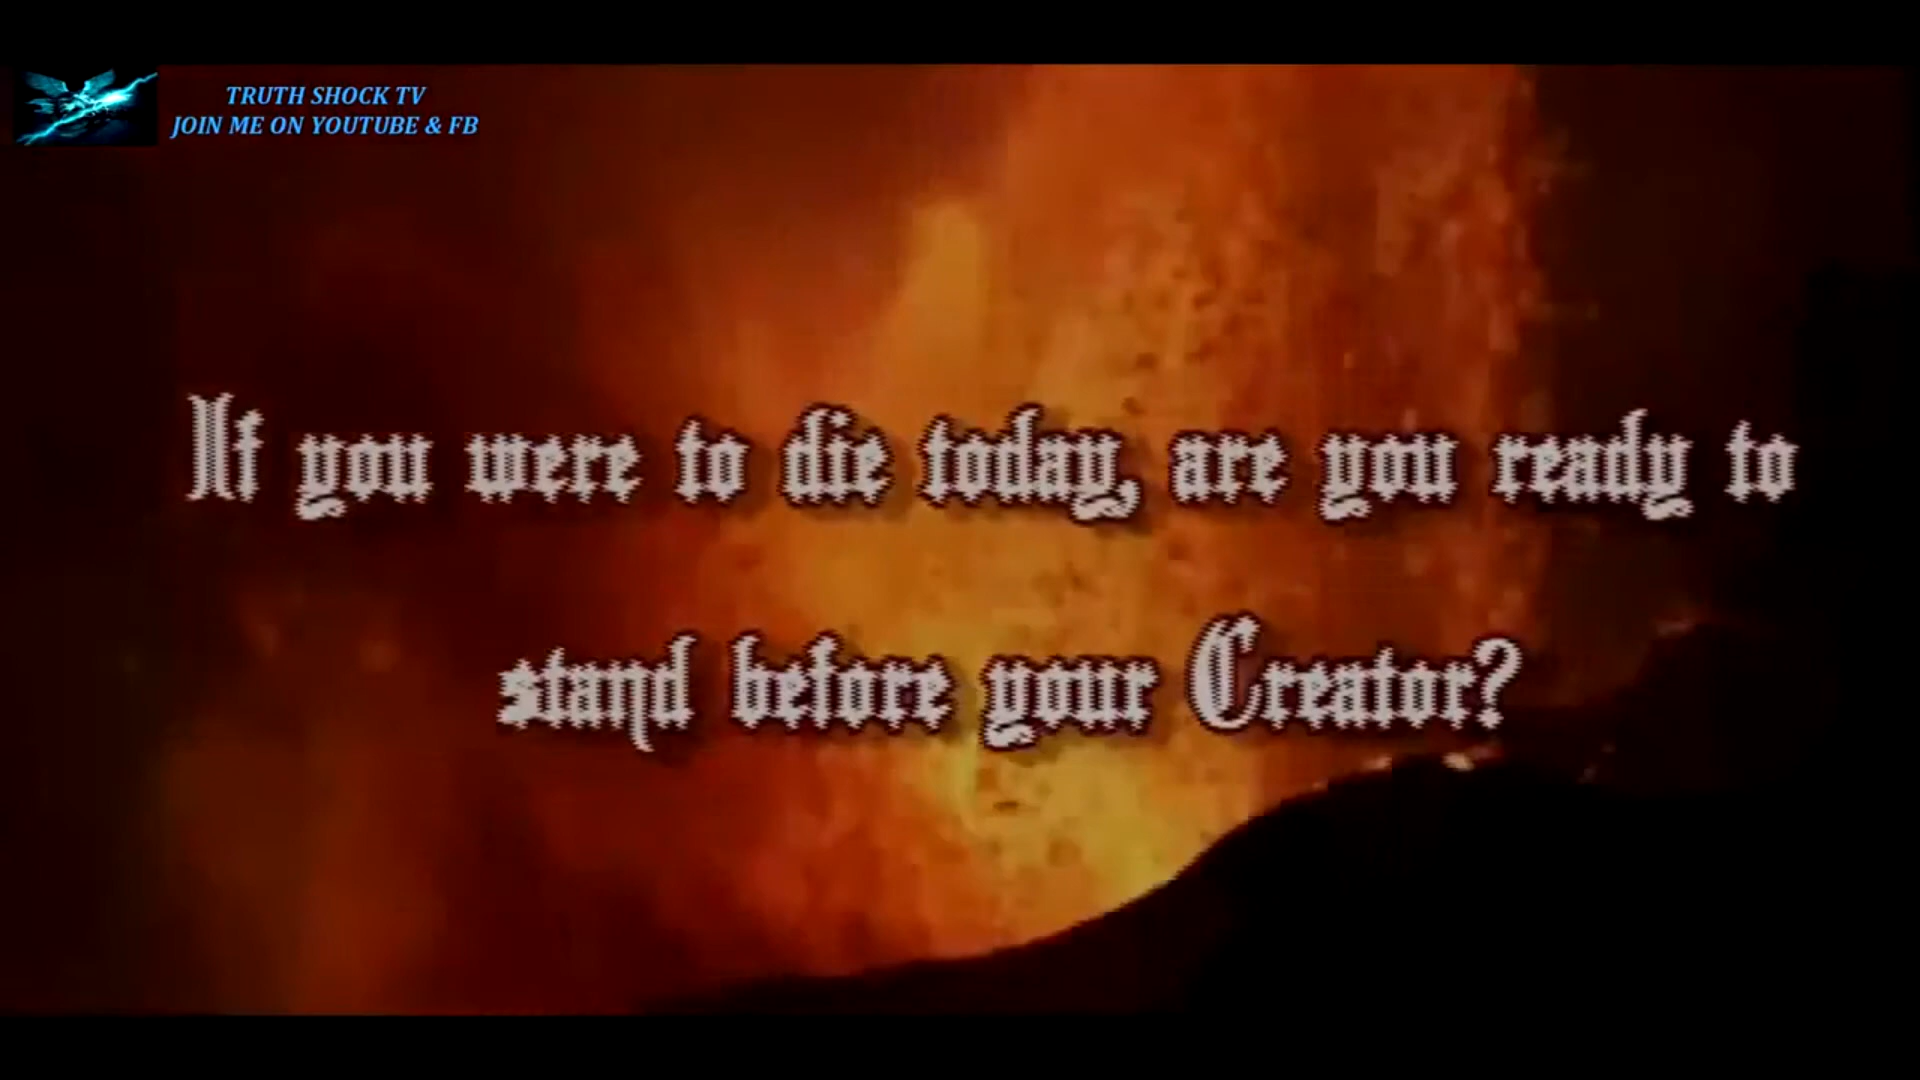 TRUTH SHOCK TV
JOIN ME ON YOUTUBE & FB
If you were to die today, are you ready to
stand before your Creator?